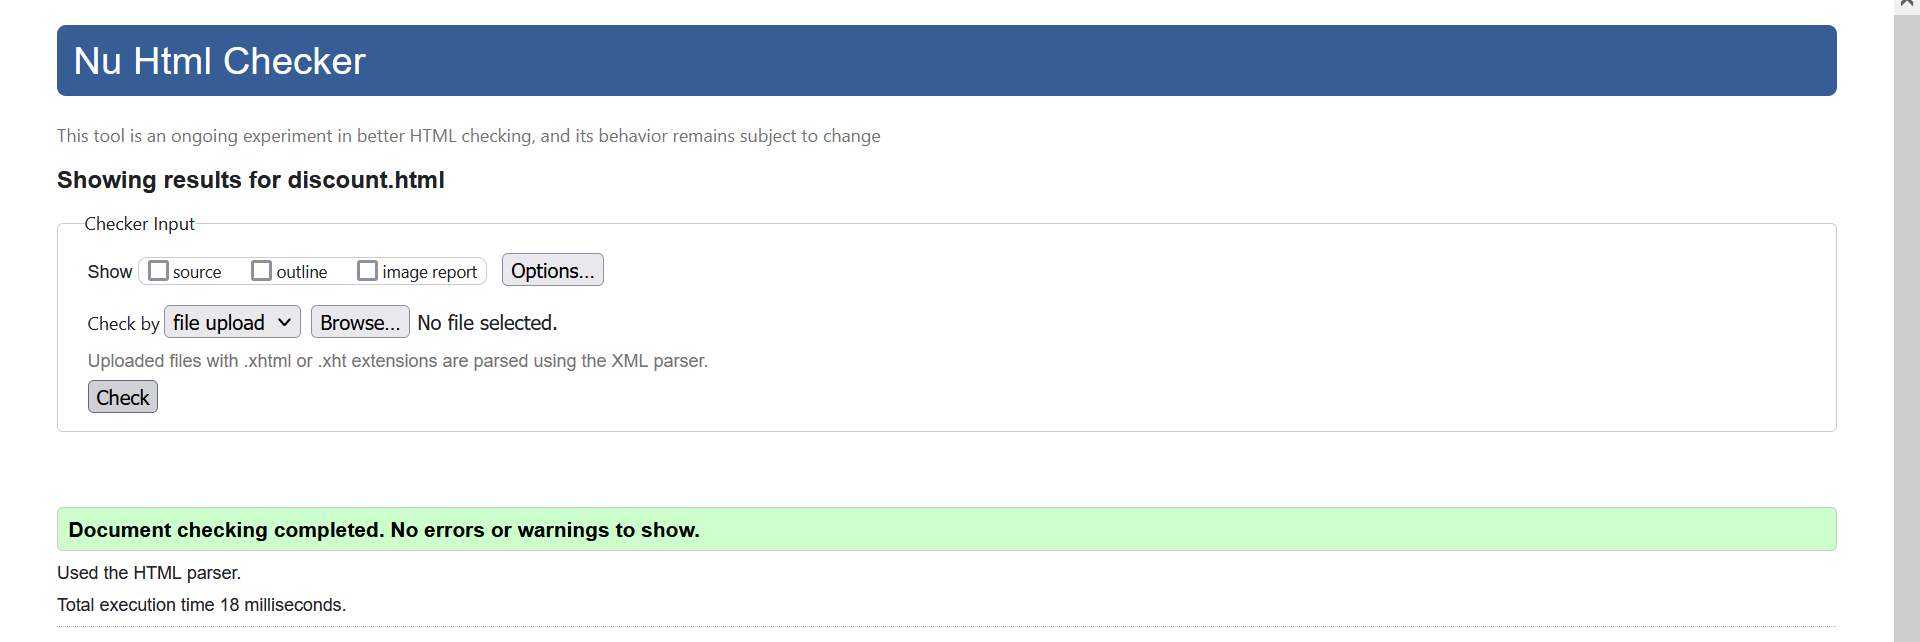 Nu Html Checker
This tool is an ongoing experiment in better HTML checking, and its behavior remains subject to change
Showing results for discount.html
Checker Input
Show source outline image report Options...
Check by file upload Browse... No file selected.
Uploaded files with .xhtml or .xht extensions are parsed using the XML parser.
Check
Document checking completed. No errors or warnings to show.
Used the HTML parser.
Total execution time 18 milliseconds.